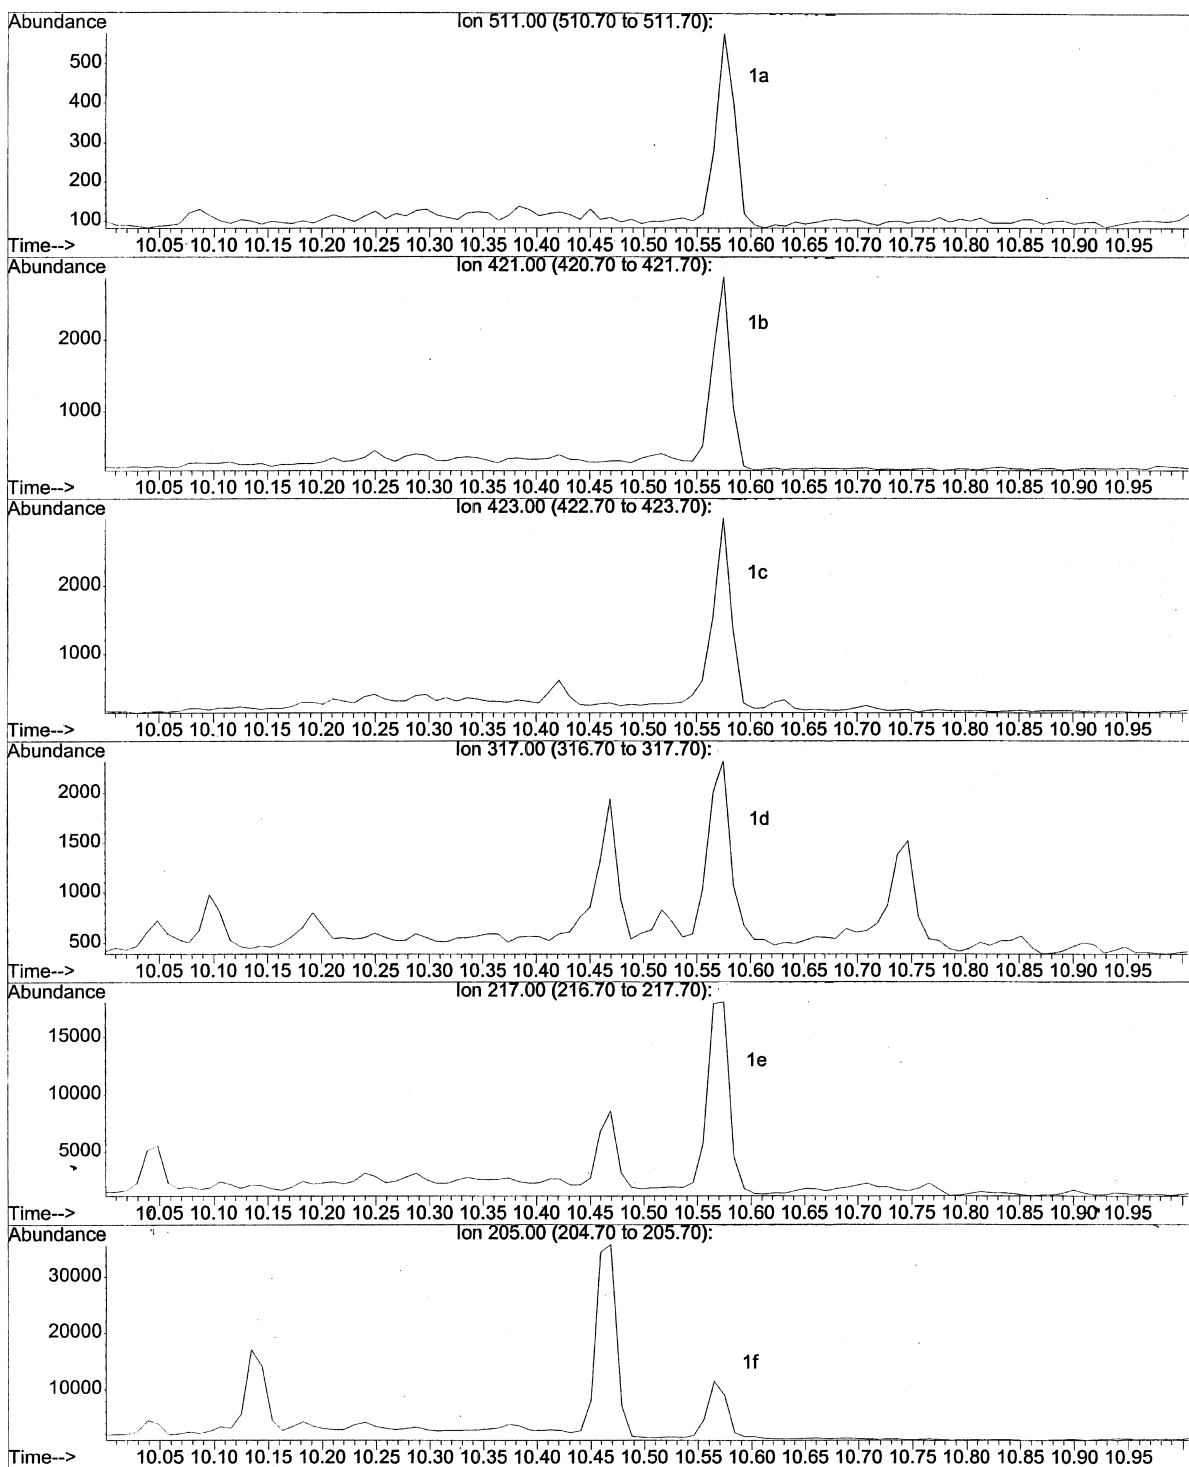 Abundance Ion 511.00 (510.70 to 511.70):
500
1a
400
300
200
100
Time--> 10.05 10.10 10.15 10.20 10.25 10.30 10.35 10.40 10.45 10.50 10.55 10.60 10.65 10.70 10.75 10.80 10.85 10.90 10.95
Abundance Ion 421.00 (420.70 to 421.70):
1b
2000
1000
Time--> 10.05 10.10 10.15 10.20 10.25 10.30 10.35 10.40 10.45 10.50 10.55 10.60 10.65 10.70 10.75 10.80 10.85 10.90 10.95
Abundance Ion 423.00 (422.70 to 423.70):
1c
2000
1000
Time--> 10.05 10.10 10.15 10.20 10.25 10.30 10.35 10.40 10.45 10.50 10.55 10.60 10.65 10.70 10.75 10.80 10.85 10.90 10.95
Abundance Ion 317.00 (316.70 to 317.70):
2000
1d
1500
1000
500
Time--> 10.05 10.10 10.15 10.20 10.25 10.30 10.35 10.40 10.45 10.50 10.55 10.60 10.65 10.70 10.75 10.80 10.85 10.90 10.95
Abundance Ion 217.00 (216.70 to 217.70):
15000
1e
10000
5000
Time--> 10.05 10.10 10.15 10.20 10.25 10.30 10.35 10.40 10.45 10.50 10.55 10.60 10.65 10.70 10.75 10.80 10.85 10.90 10.95
Abundance Ion 205.00 (204.70 to 205.70):
30000
20000
1f
10000
Time--> 10.05 10.10 10.15 10.20 10.25 10.30 10.35 10.40 10.45 10.50 10.55 10.60 10.65 10.70 10.75 10.80 10.85 10.90 10.95